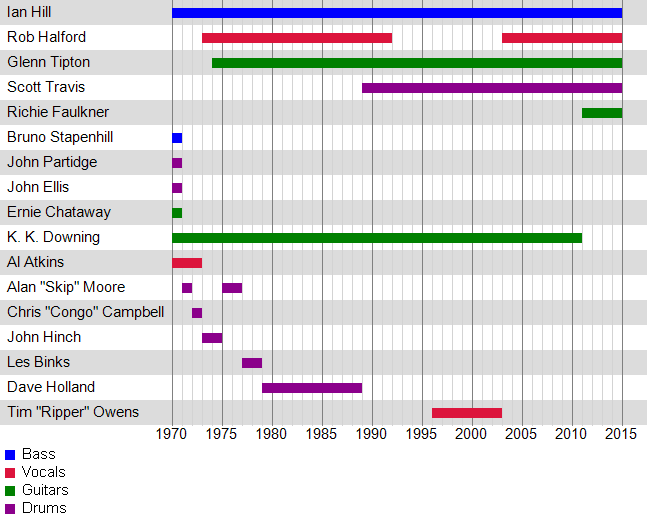 Ian Hill
Rob Halford
Glenn Tipton
Scott Travis
Richie Faulkner
Bruno Stapenhill
John Partidge
John Ellis
Ernie Chataway
K. K. Downing
Al Atkins
Alan "Skip" Moore
Chris "Congo" Campbell
John Hinch
Les Binks
Dave Holland
Tim "Ripper" Owens
1970 1975 1980 1985 1990 1995 2000 2005 2010 2015
Bass
Vocals
Guitars
Drums